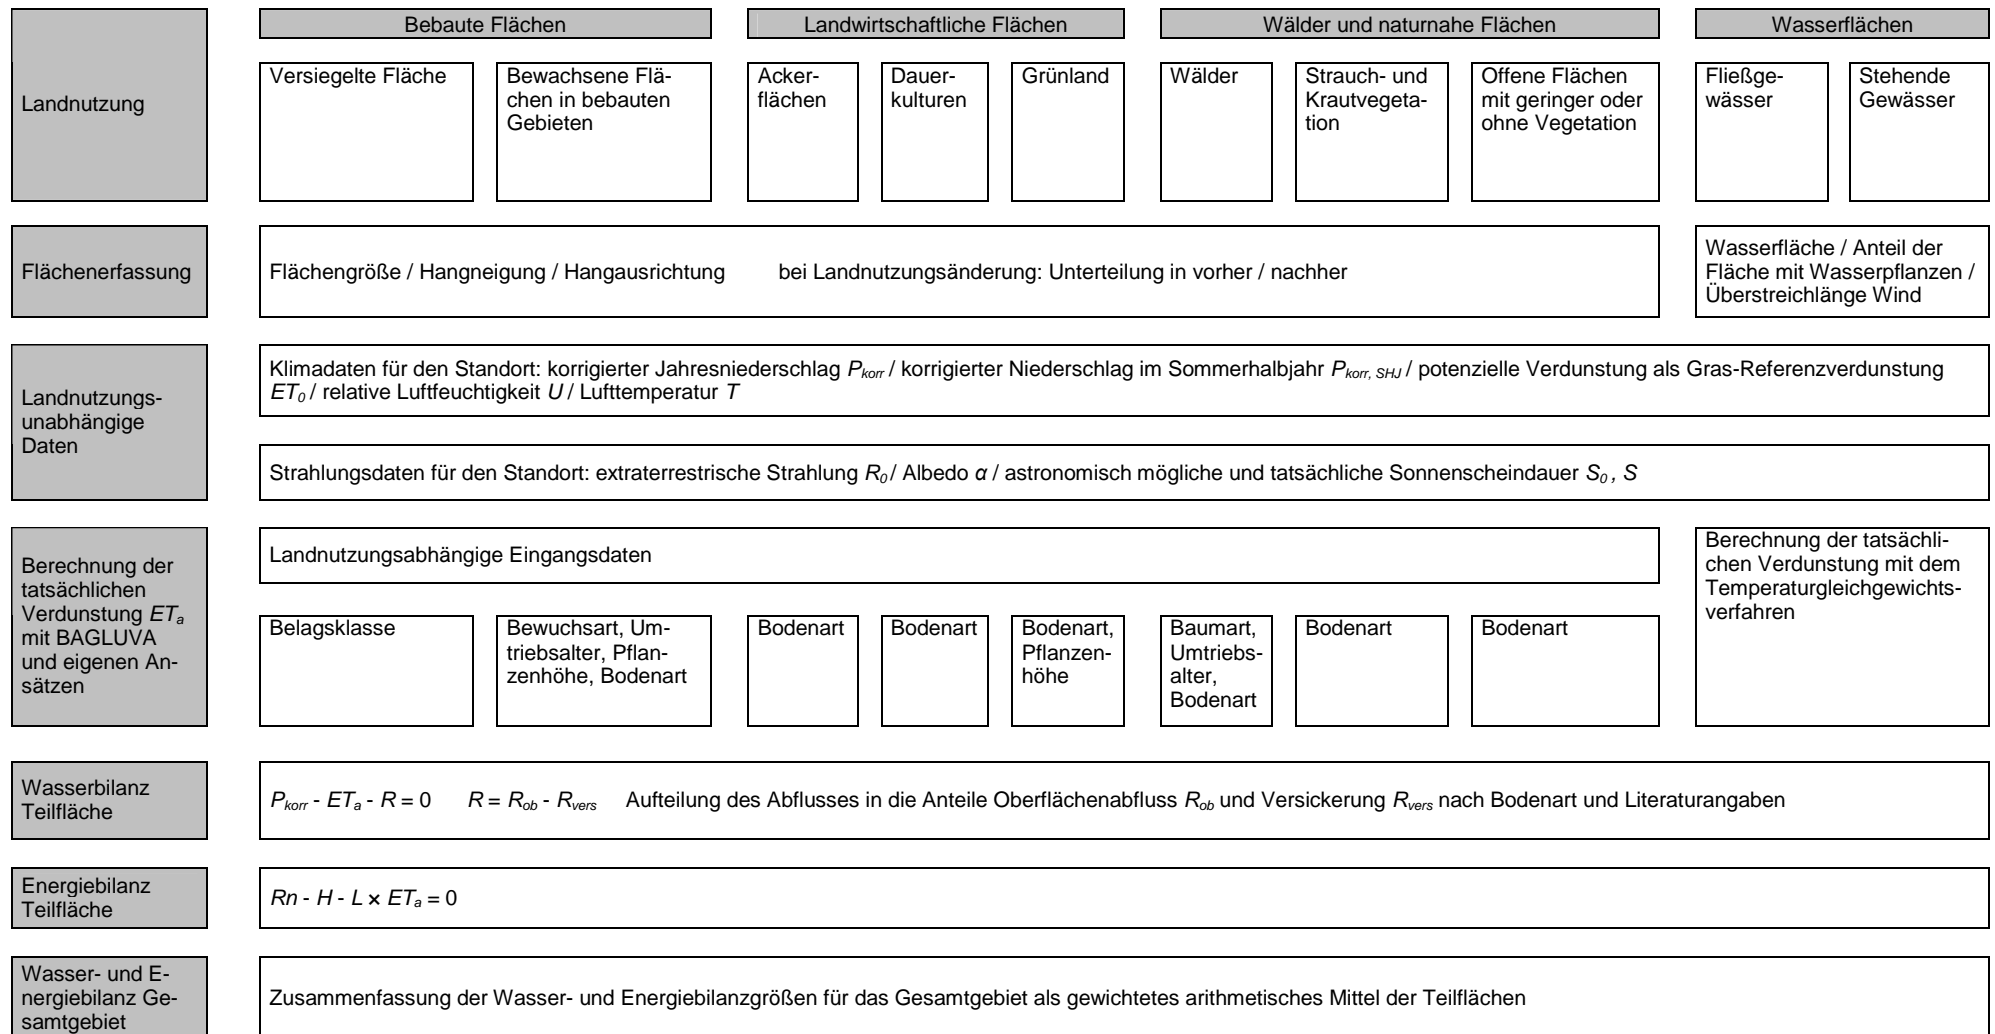 Bebaute Flächen
Landwirtschaftliche Flächen
Wälder und naturnahe Flächen
Wasserflächen
Landnutzung
Versiegelte Fläche
Bewachsene Flä-
chen in bebauten
Gebieten
Acker-
flächen
Dauer-
kulturen
Grünland
Wälder
Strauch- und
Krautvegeta-
tion
Offene Flächen
mit geringer oder
ohne Vegetation
Fließge-
wässer
Stehende
Gewässer
Flächenerfassung
Flächengröße / Hangneigung / Hangausrichtung bei Landnutzungsänderung: Unterteilung in vorher / nachher
Wasserfläche / Anteil der
Fläche mit Wasserpflanzen /
Überstreichlänge Wind
Landnutzungs-
unabhängige
Daten
Klimadaten für den Standort: korrigierter Jahresniederschlag Pkorr / korrigierter Niederschlag im Sommerhalbjahr Pkorr, SHJ / potenzielle Verdunstung als Gras-Referenzverdunstung
ET0 / relative Luftfeuchtigkeit U / Lufttemperatur T
Strahlungsdaten für den Standort: extraterrestrische Strahlung R0 / Albedo α / astronomisch mögliche und tatsächliche Sonnenscheindauer S0 , S
Berechnung der
tatsächlichen
Verdunstung ETa
mit BAGLUVA
und eigenen An-
sätzen
Landnutzungsabhängige Eingangsdaten
Berechnung der tatsächli-
chen Verdunstung mit dem
Temperaturgleichgewichts-
verfahren
Belagsklasse
Bewuchsart, Um-
triebsalter, Pflan-
zenhöhe, Bodenart
Bodenart
Bodenart
Bodenart,
Pflanzen-
höhe
Baumart,
Umtriebs-
alter,
Bodenart
Bodenart
Bodenart
Wasserbilanz
Teilfläche
Pkorr - ETa - R = 0 R = Rob - Rvers Aufteilung des Abflusses in die Anteile Oberflächenabfluss Rob und Versickerung Rvers nach Bodenart und Literaturangaben
Energiebilanz
Teilfläche
Rn - H - L × ETa = 0
Wasser- und E-
nergiebilanz Ge-
samtgebiet
Zusammenfassung der Wasser- und Energiebilanzgrößen für das Gesamtgebiet als gewichtetes arithmetisches Mittel der Teilflächen